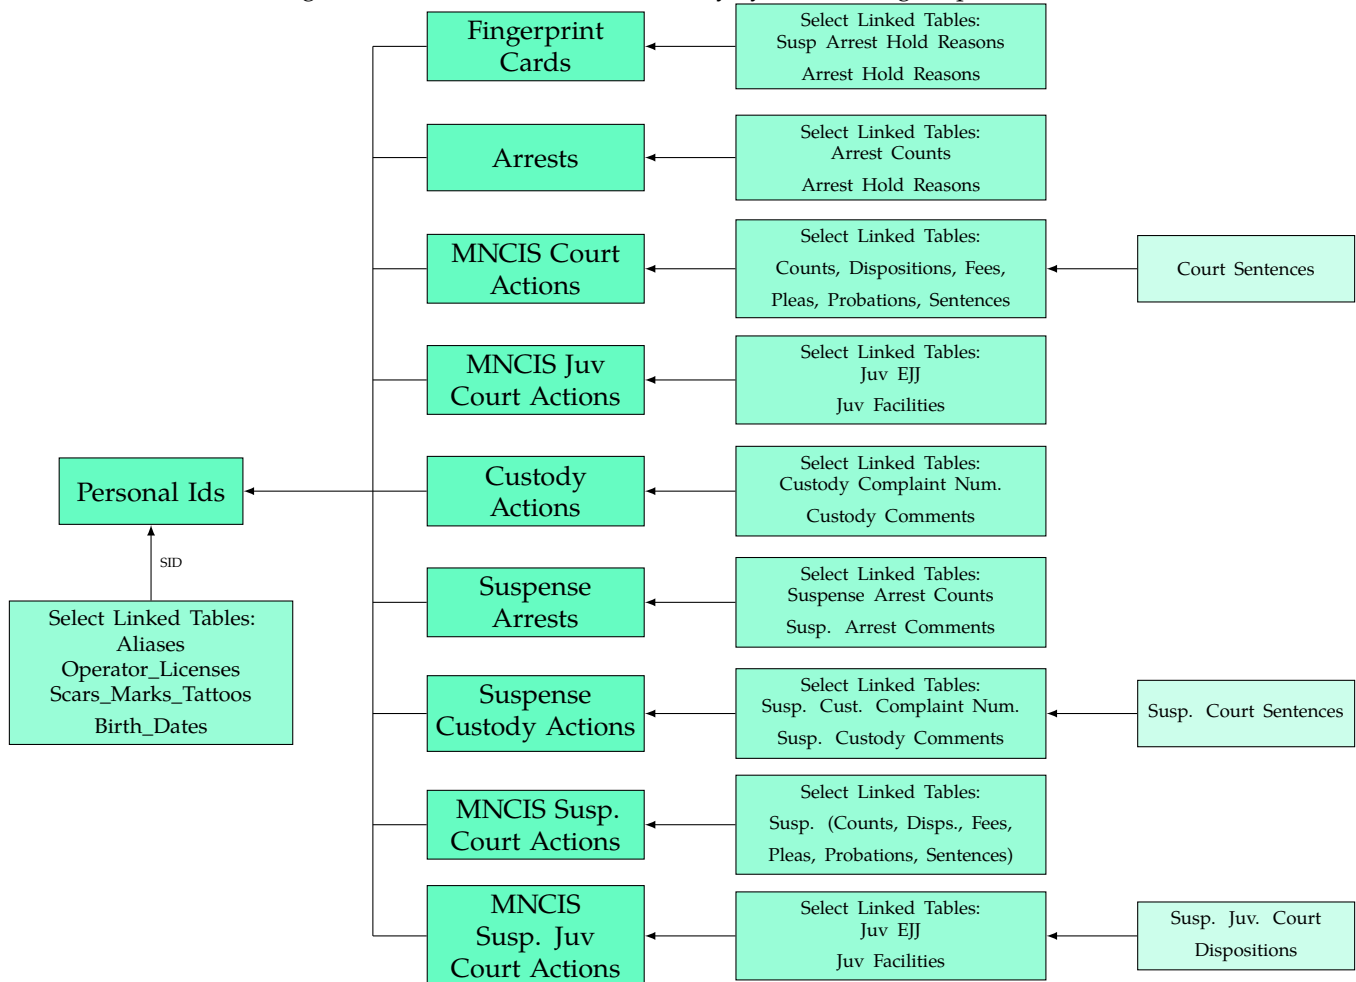 Fingerprint
Cards
Select Linked Tables:
Susp Arrest Hold Reasons
Arrest Hold Reasons
Arrests
Select Linked Tables:
Arrest Counts
Arrest Hold Reasons
MNCIS Court
Actions
Select Linked Tables:
Counts, Dispositions, Fees,
Pleas, Probations, Sentences
Court Sentences
MNCIS Juv
Court Actions
Select Linked Tables:
Juv EJJ
Juv Facilities
Personal Ids
Custody
Actions
Select Linked Tables:
Custody Complaint Num.
Custody Comments
SID
Select Linked Tables:
Aliases
Operator_Licenses
Scars_Marks_Tattoos
Birth_Dates
Suspense
Arrests
Select Linked Tables:
Suspense Arrest Counts
Susp. Arrest Comments
Suspense
Custody Actions
Select Linked Tables:
Susp. Cust. Complaint Num.
Susp. Custody Comments
Susp. Court Sentences
MNCIS Susp.
Court Actions
Select Linked Tables:
Susp. (Counts, Disps., Fees,
Pleas, Probations, Sentences)
MNCIS
Susp. Juv
Court Actions
Select Linked Tables:
Juv EJJ
Juv Facilities
Susp. Juv. Court
Dispositions